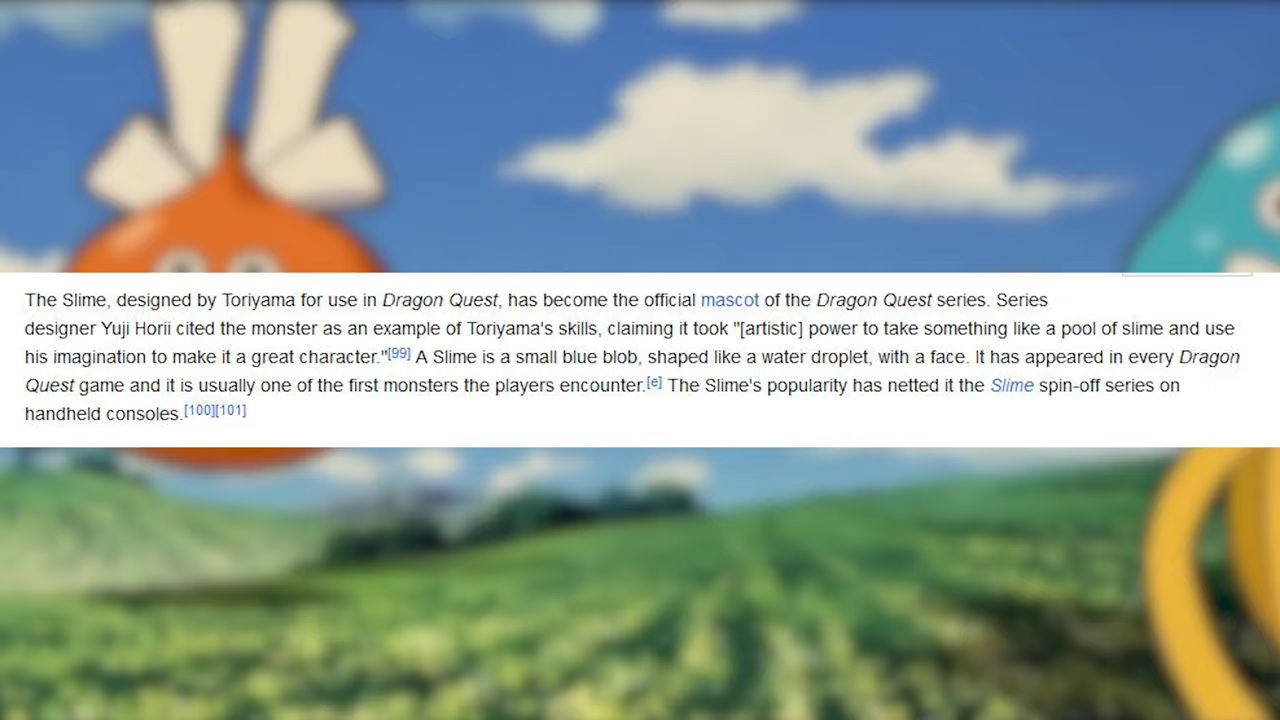 The Slime, designed by Toriyama for use in Dragon Quest, has become the official mascot of the Dragon Quest series. Series
designer Yuji Horii cited the monster as an example of Toriyama's skills, claiming it took "[artistic] power to take something like a pool of slime and use
his imagination to make it a great character."[99] A Slime is a small blue blob, shaped like a water droplet, with a face. It has appeared in every Dragon
Quest game and it is usually one of the first monsters the players encounter.[e] The Slime's popularity has netted it the Slime spin-off series on
handheld consoles.[100][101]